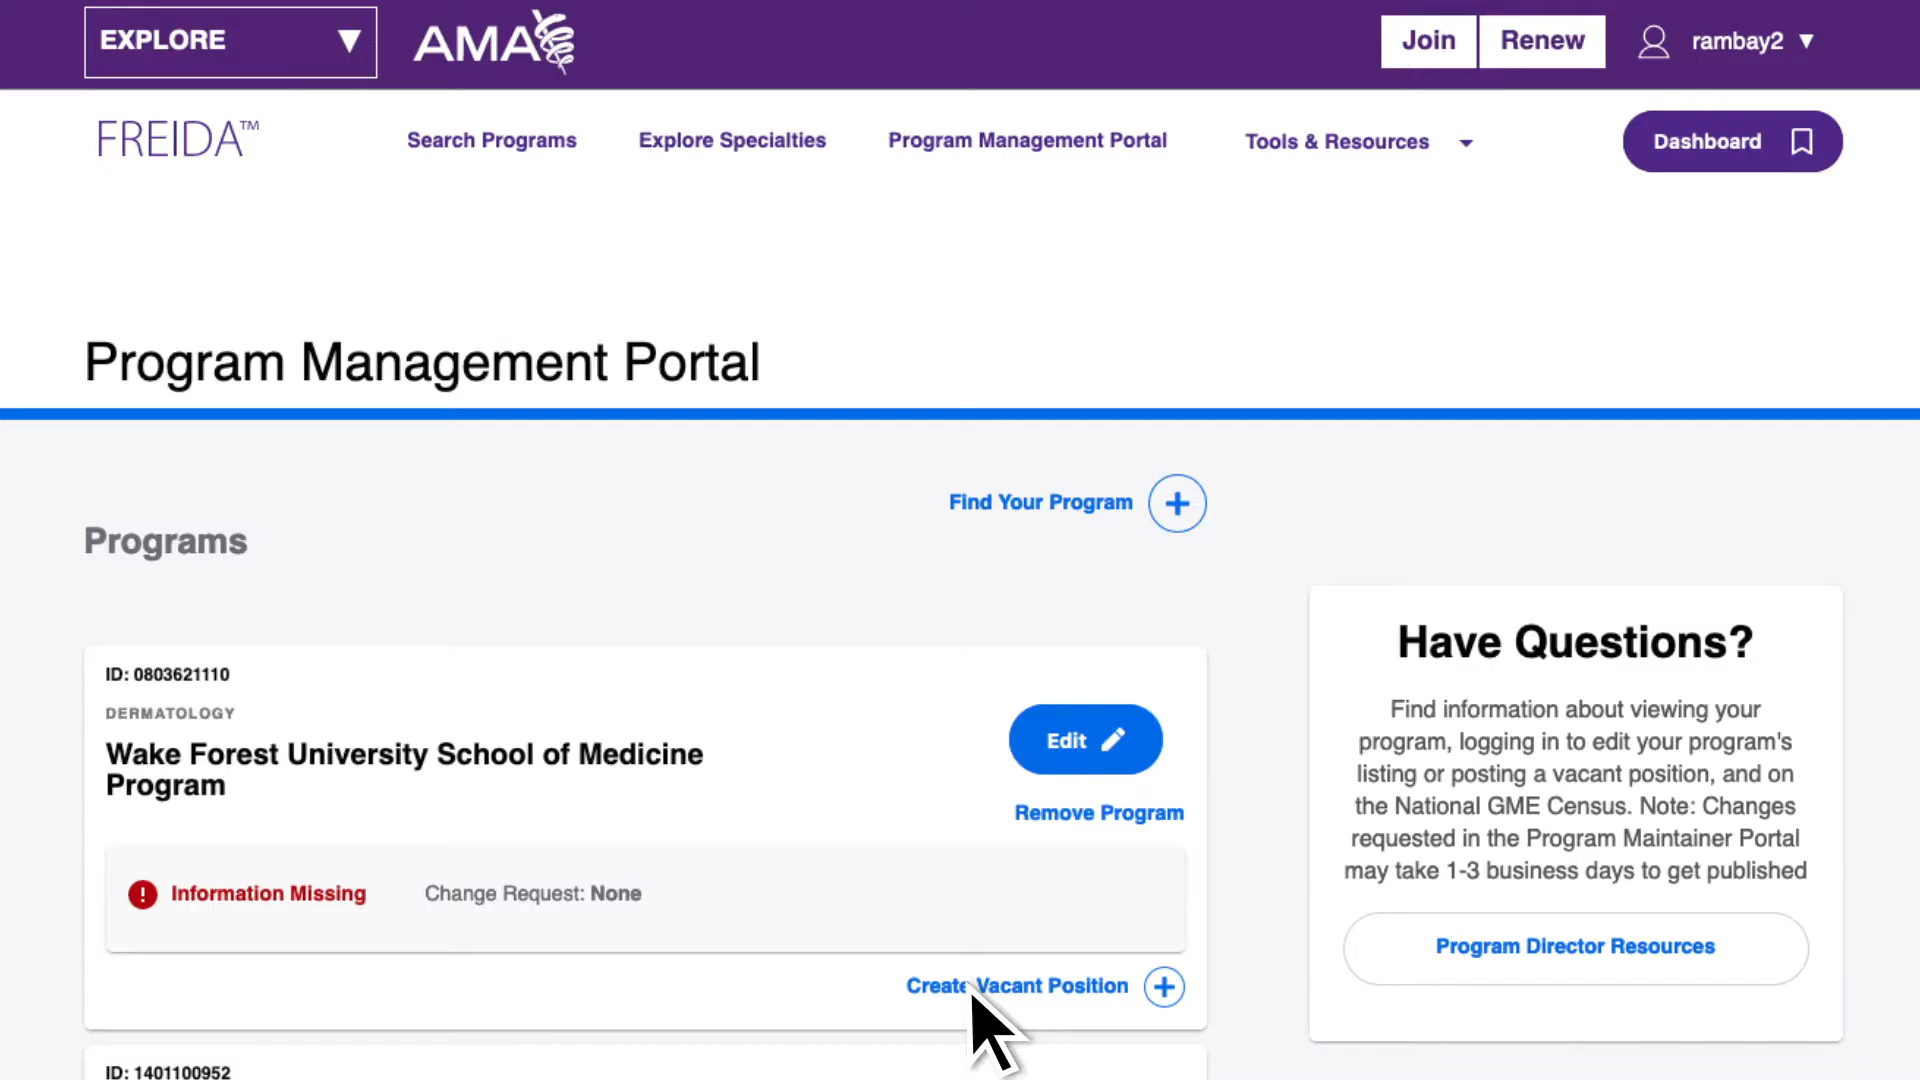 EXPLORE ▼
AMA
Join
Renew
rambay2 ▼
FREIDA™
Search Programs
Explore Specialties
Program Management Portal
Tools & Resources
Dashboard
Program Management Portal
Find Your Program
Programs
ID: 0803621110
DERMATOLOGY
Wake Forest University School of Medicine
Program
Edit
Remove Program
Information Missing
Change Request: None
Create Vacant Position
ID: 1401100952
Have Questions?
Find information about viewing your
program, logging in to edit your program's
listing or posting a vacant position, and on
the National GME Census. Note: Changes
requested in the Program Maintainer Portal
may take 1-3 business days to get published
Program Director Resources